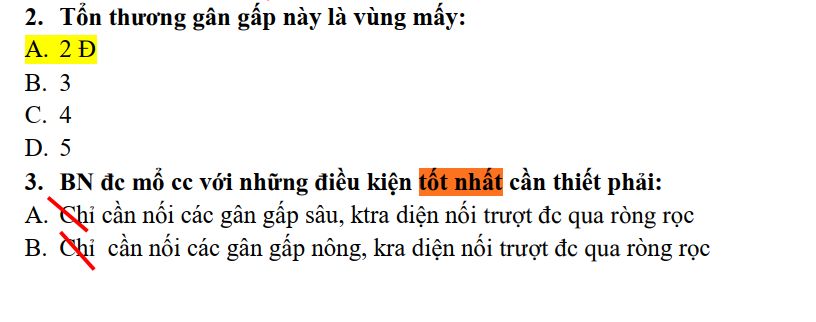 2. Tổn thương gân gấp này là vùng mấy:
A. 2 Đ
B. 3
C. 4
D. 5
3. BN đc mổ cc với những điều kiện tốt nhất cần thiết phải:
A. Chỉ cần nối các gân gấp sâu, ktra diện nối trượt đc qua ròng rọc
B. Chỉ cần nối các gân gấp nông, kra diện nối trượt đc qua ròng rọc